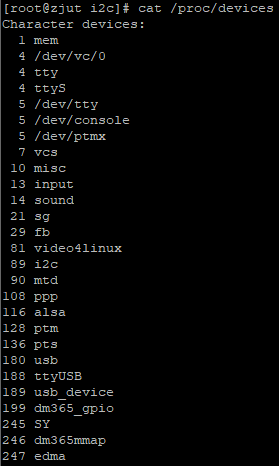 [root@zjut i2c]# cat /proc/devices
Character devices:
  1 mem
  4 /dev/vc/0
  4 tty
  4 ttyS
  5 /dev/tty
  5 /dev/console
  5 /dev/ptmx
  7 vcs
 10 misc
 13 input
 14 sound
 21 sg
 29 fb
 81 video4linux
 89 i2c
 90 mtd
108 ppp
116 alsa
128 ptm
136 pts
180 usb
188 ttyUSB
189 usb_device
199 dm365_gpio
245 SY
246 dm365mmap
247 edma